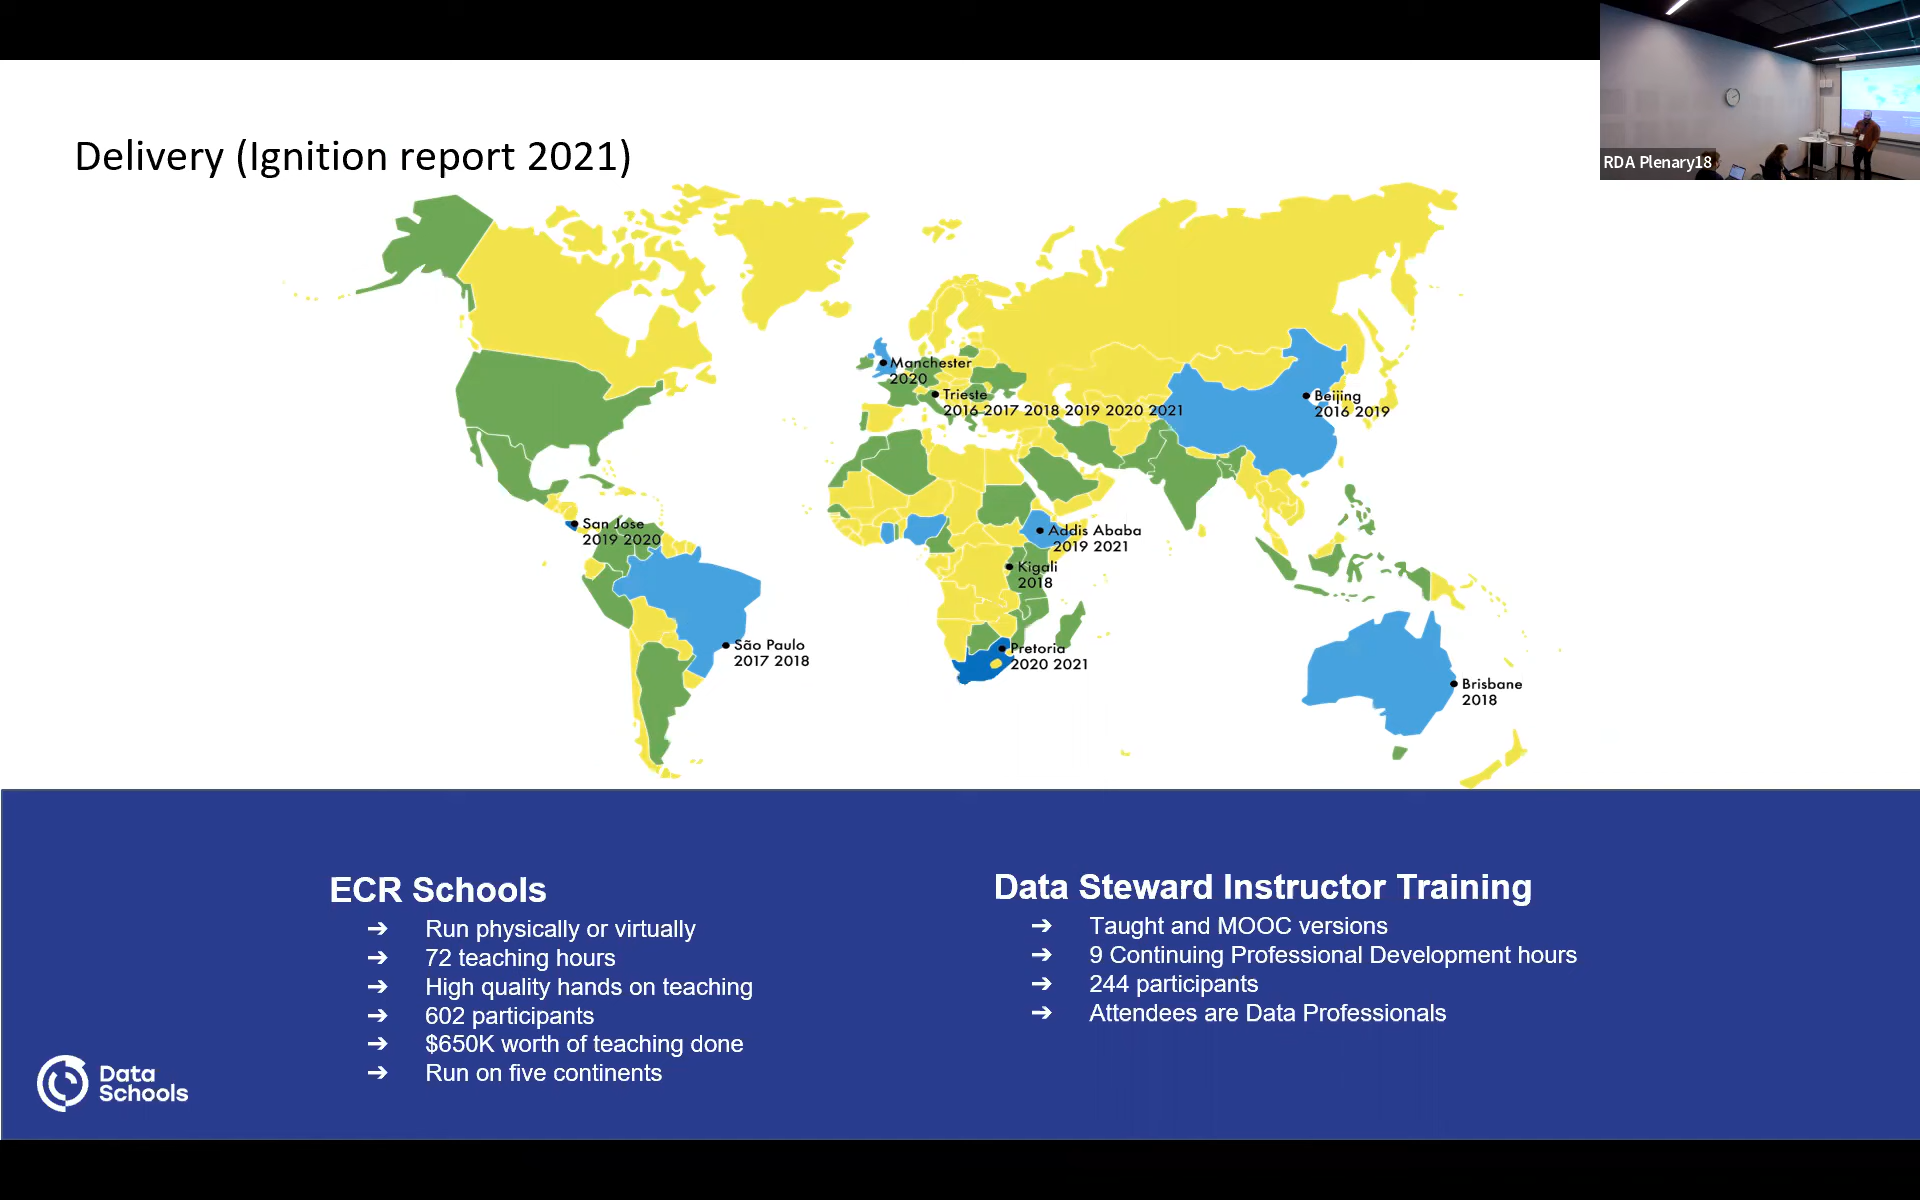 RDA Plenary18
Delivery (Ignition report 2021)
Manchester
2020
Trieste
2016 2017 2018 2019 2020 2021
Beijing
2016 2019
San Jose
2019 2020
Addis Ababa
2019 2021
Kigali
2018
São Paulo
2017 2018
Pretoria
2020 2021
Brisbane
2018
ECR Schools
➔ Run physically or virtually
➔ 72 teaching hours
➔ High quality hands on teaching
➔ 602 participants
➔ $650K worth of teaching done
➔ Run on five continents
Data Steward Instructor Training
➔ Taught and MOOC versions
➔ 9 Continuing Professional Development hours
➔ 244 participants
➔ Attendees are Data Professionals
Data
Schools